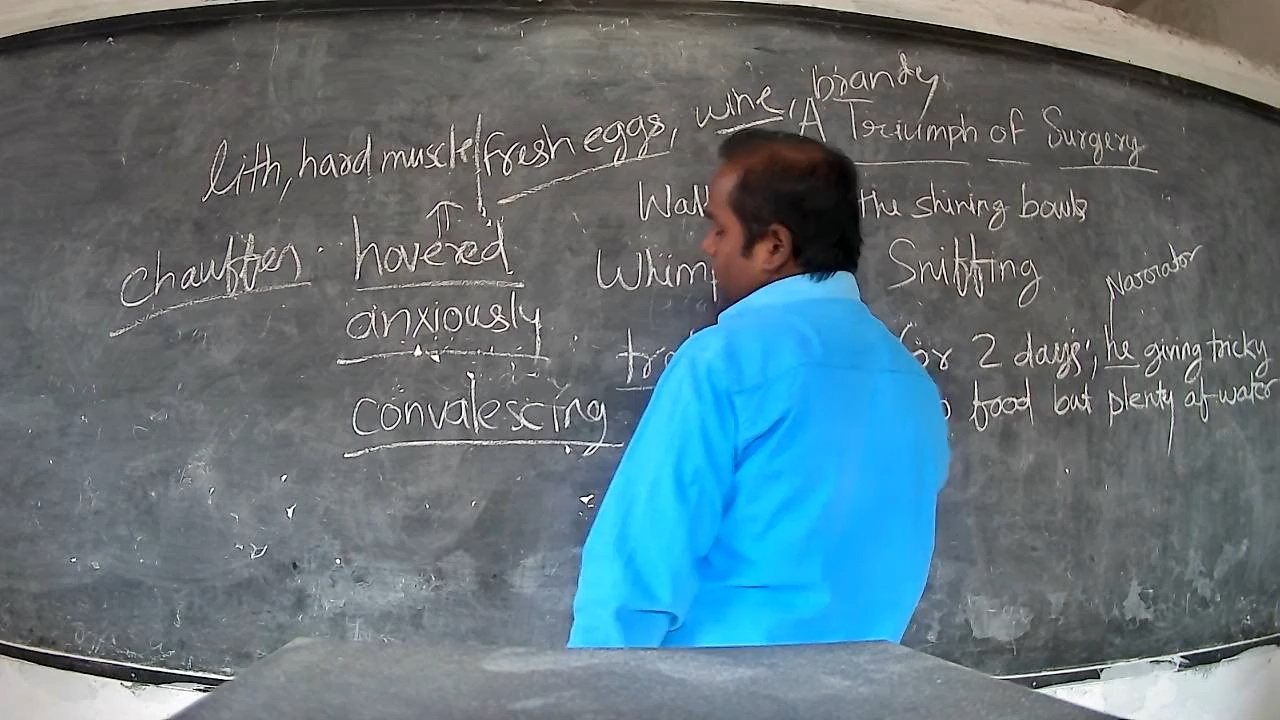 lith, hard muscle | fresh eggs, wine, brandy
A Triumph of Surgery
the shining bowls
chauffer. hovered
Sniffing
Narrator
anxiously
for 2 days', he giving tricky
convalescing
food but plenty of water